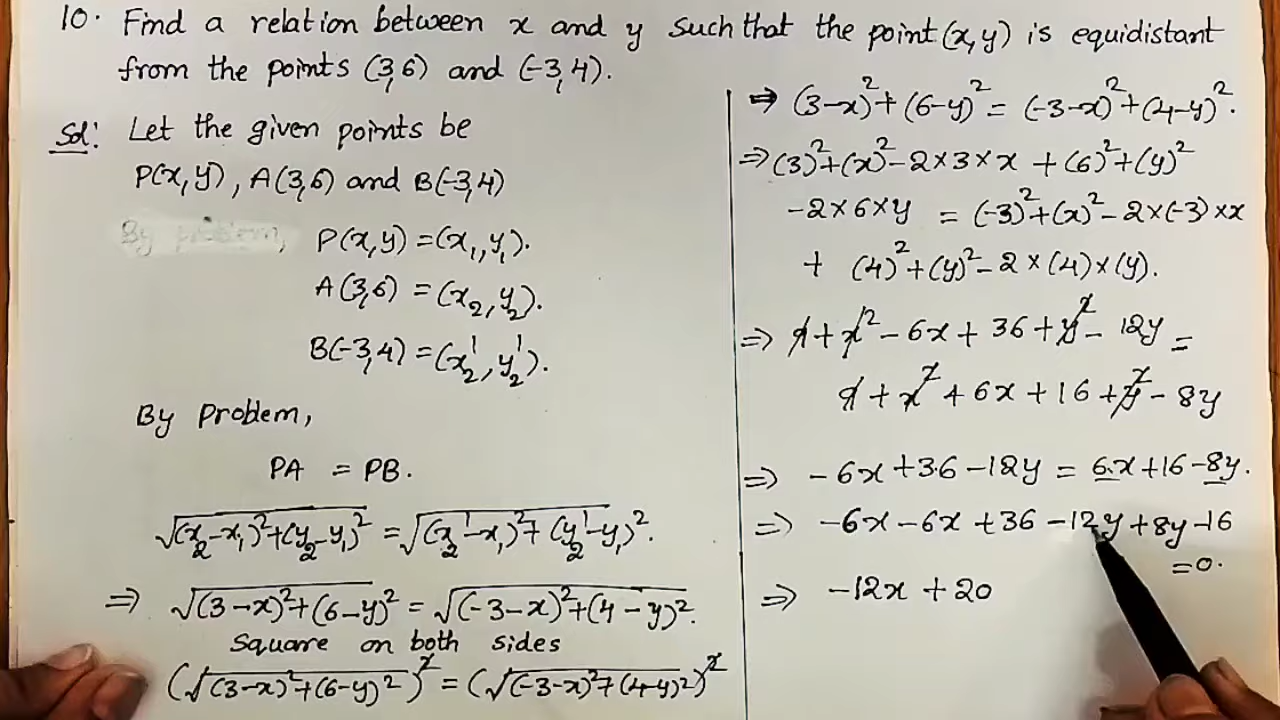 10. Find a relation between x and y such that the point (x, y) is equidistant
from the points (3,6) and (-3,4).
Sol: Let the given points be
P(x, y), A(3,6) and B(-3,4)
By problem, P(x,y) = (x₁, y₁).
A(3,6) = (x₂, y₂).
B(-3,4) = (x₂', y₂').
By Problem,
PA = PB.
√(x₂-x₁)²+(y₂-y₁)² = √(x₂'-x₁)²+(y₂'-y₁)².
⇒ √(3-x)²+(6-y)² = √(-3-x)²+(4-y)².
Square on both sides
(√(3-x)²+(6-y)²)² = (√(-3-x)²+(4-y)²)²
⇒ (3-x)²+(6-y)² = (-3-x)²+(4-y)².
⇒ (3)²+(x)²-2×3×x + (6)²+(y)²
-2×6×y = (-3)²+(x)²-2×(-3)×x
+ (4)²+(y)²-2×(4)×(y).
⇒ 9+x²-6x+36+y²-12y =
9+x²+6x+16+y²-8y
⇒ -6x+36-12y = 6x+16-8y.
⇒ -6x-6x+36-12y+8y-16
=0.
⇒ -12x+20